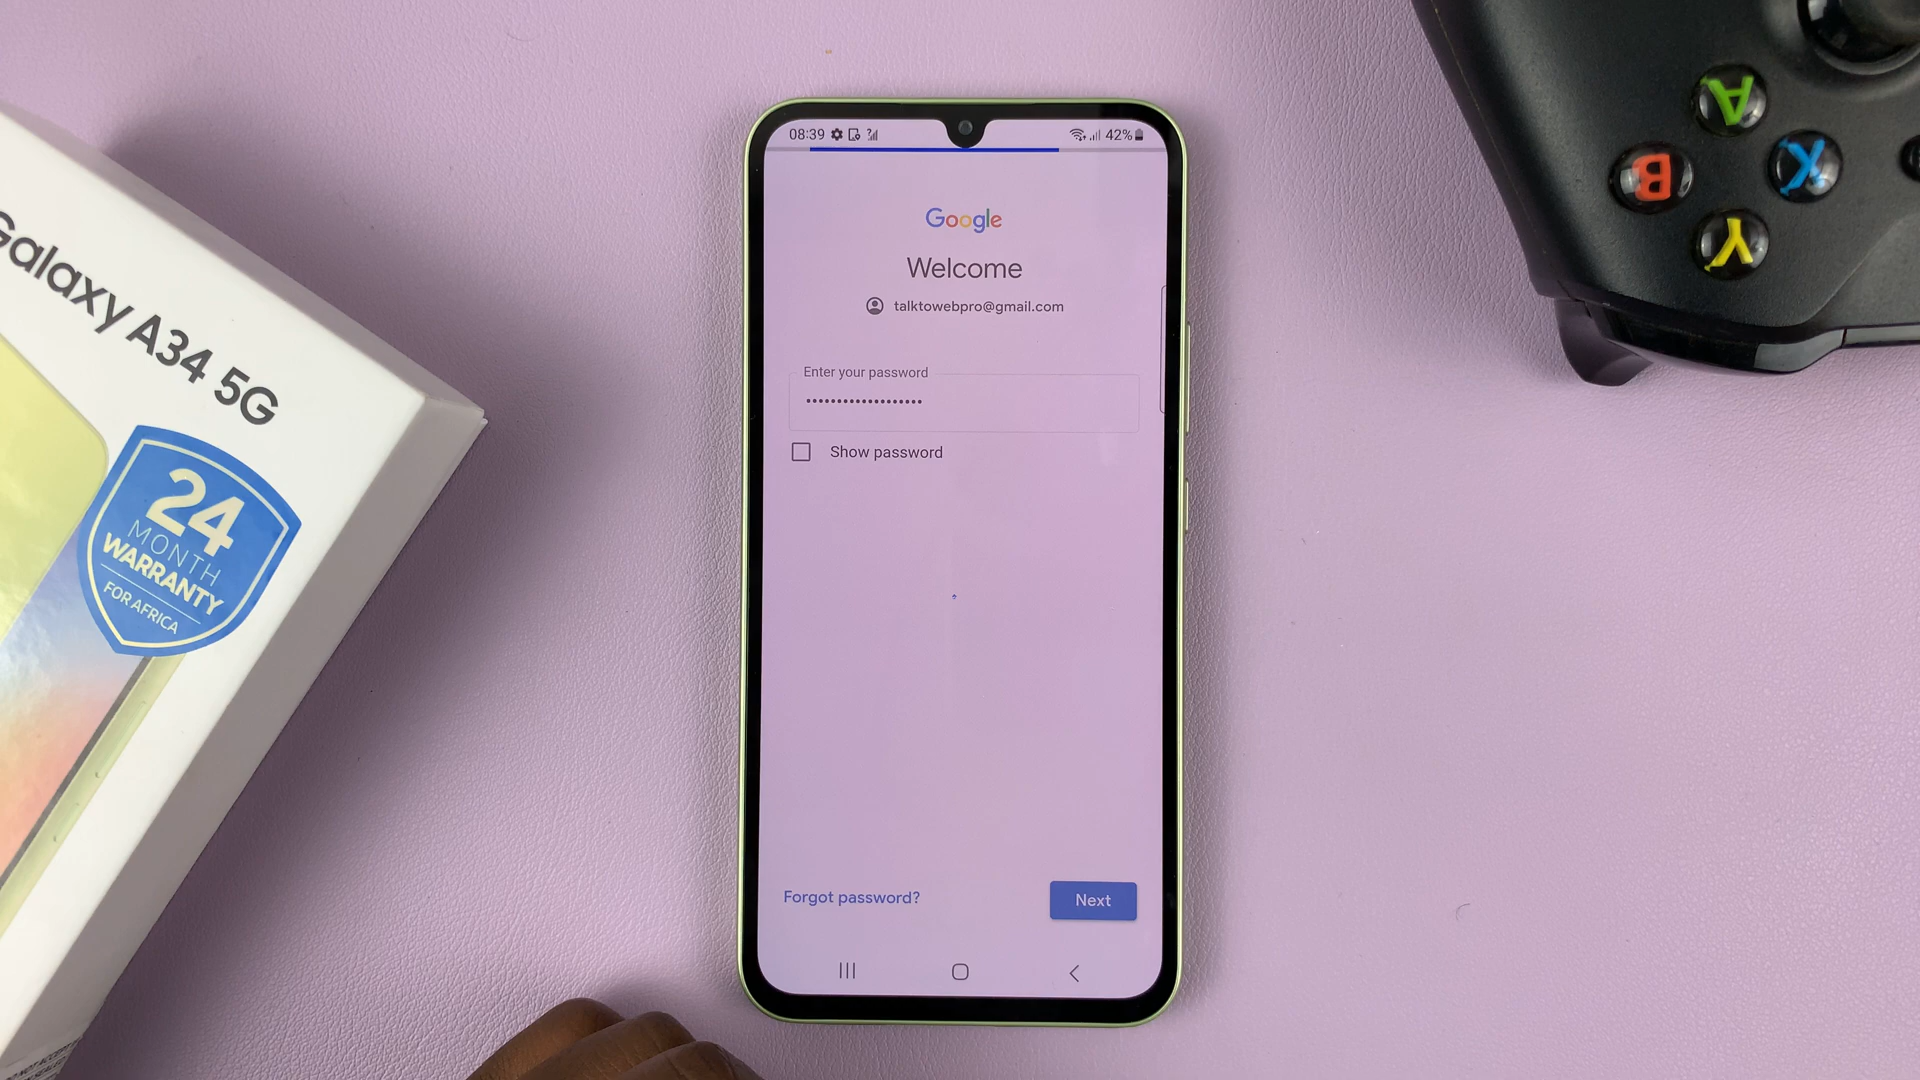 Galaxy A34 5G
24
MONTH
WARRANTY
FOR AFRICA
08:39
42%
Google
Welcome
talktowebpro@gmail.com
Enter your password
•••••••••••••••••••
Show password
Forgot password?
Next
A
B
X
Y